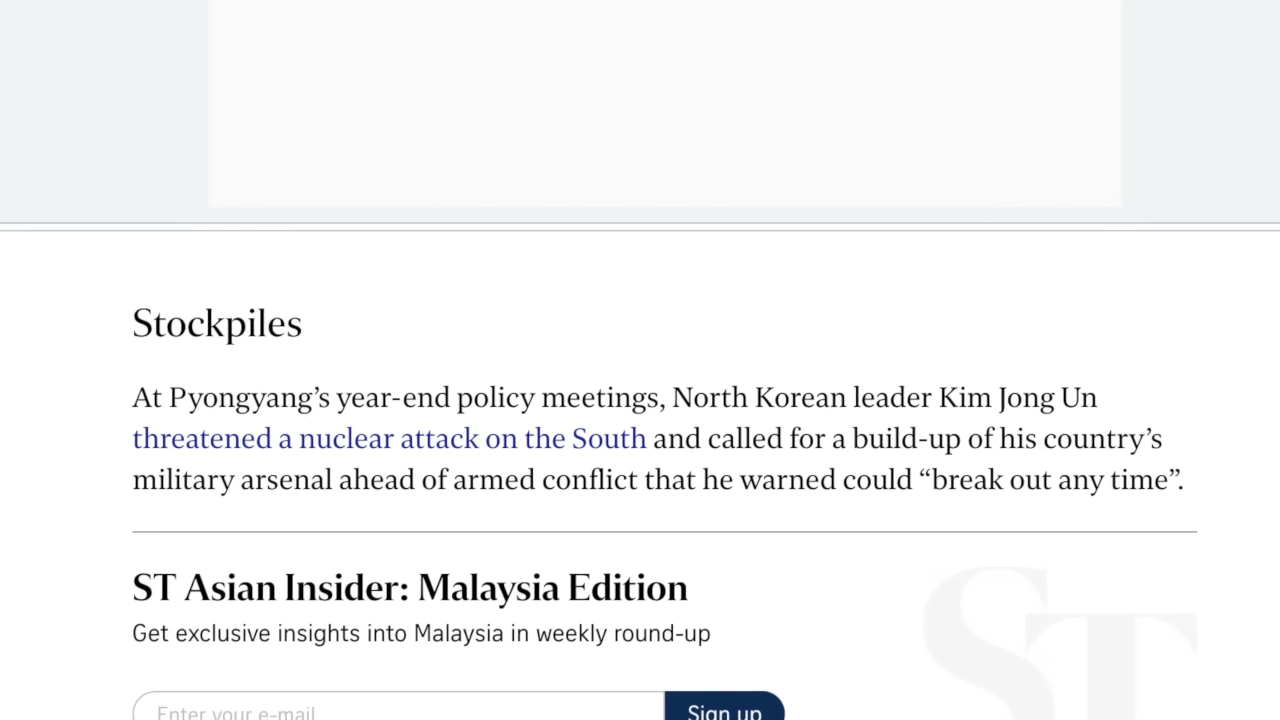 Stockpiles
At Pyongyang’s year-end policy meetings, North Korean leader Kim Jong Un
threatened a nuclear attack on the South and called for a build-up of his country’s
military arsenal ahead of armed conflict that he warned could “break out any time”.
ST Asian Insider: Malaysia Edition
Get exclusive insights into Malaysia in weekly round-up
ST
Enter your e-mail
Sign up